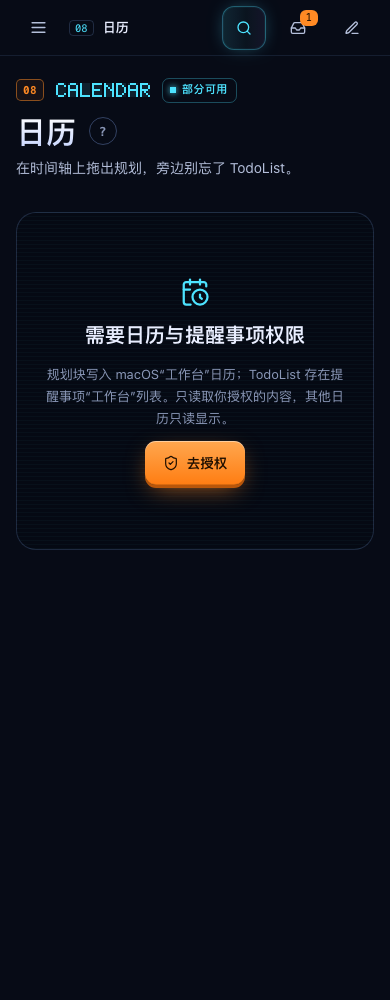 08 日历
1
08 CALENDAR 部分可用
日历 ?
在时间轴上拖出规划，旁边别忘了 TodoList。
需要日历与提醒事项权限
规划块写入 macOS“工作台”日历；TodoList 存在提
醒事项“工作台”列表。只读取你授权的内容，其他日
历只读显示。
去授权